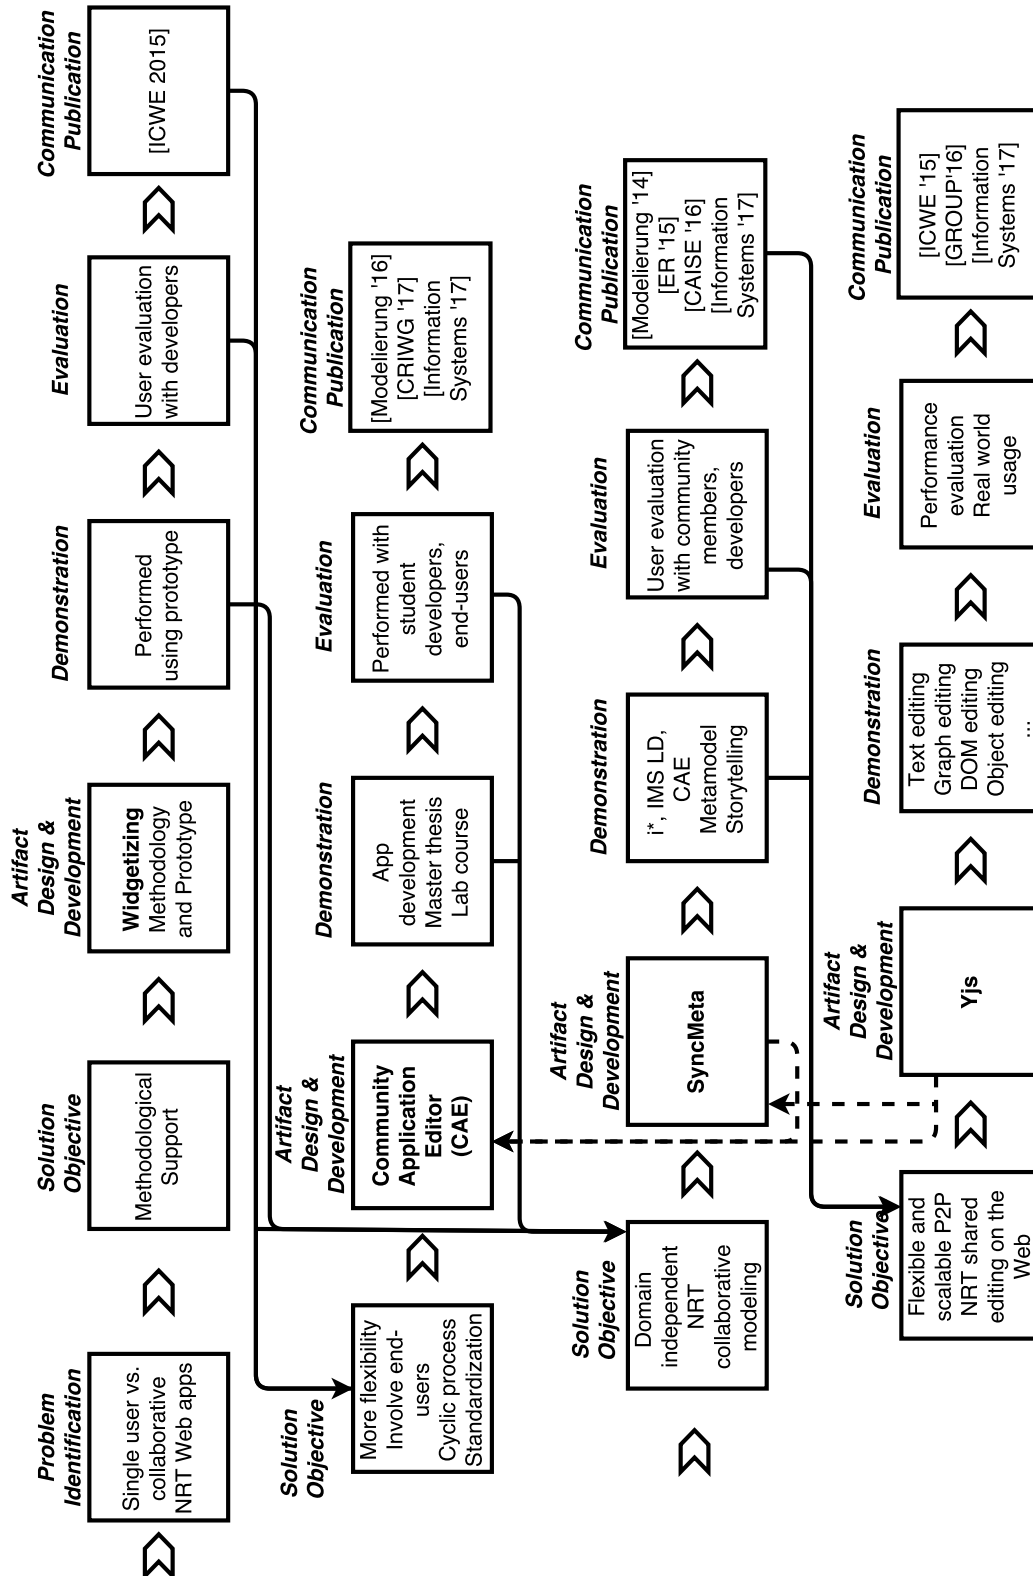 Problem
Identification
Single user vs.
collaborative
NRT Web apps
Solution
Objective
Methodological
Support
Artifact
Design &
Development
Widgetizing
Methodology
and Prototype
Demonstration
Performed
using prototype
Evaluation
User evaluation
with developers
Communication
Publication
[ICWE 2015]
Solution
Objective
More flexibility
Involve end-
users
Cyclic process
Standardization
Artifact
Design &
Development
Community
Application
Editor
(CAE)
Demonstration
App
development
Master thesis
Lab course
Evaluation
Performed with
student
developers,
end-users
Communication
Publication
[Modelierung '16]
[CRIWG '17]
[Information
Systems '17]
Solution
Objective
Domain
independent
NRT
collaborative
modeling
Artifact
Design &
Development
SyncMeta
Demonstration
i*, IMS LD,
CAE
Metamodel
Storytelling
Evaluation
User evaluation
with community
members,
developers
Communication
Publication
[Modelierung '14]
[ER '15]
[CAISE '16]
[Information
Systems '17]
Solution
Objective
Flexible and
scalable P2P
NRT shared
editing on the
Web
Artifact
Design &
Development
Yjs
Demonstration
Text editing
Graph editing
DOM editing
Object editing
...
Evaluation
Performance
evaluation
Real world
usage
Communication
Publication
[ICWE '15]
[GROUP'16]
[Information
Systems '17]